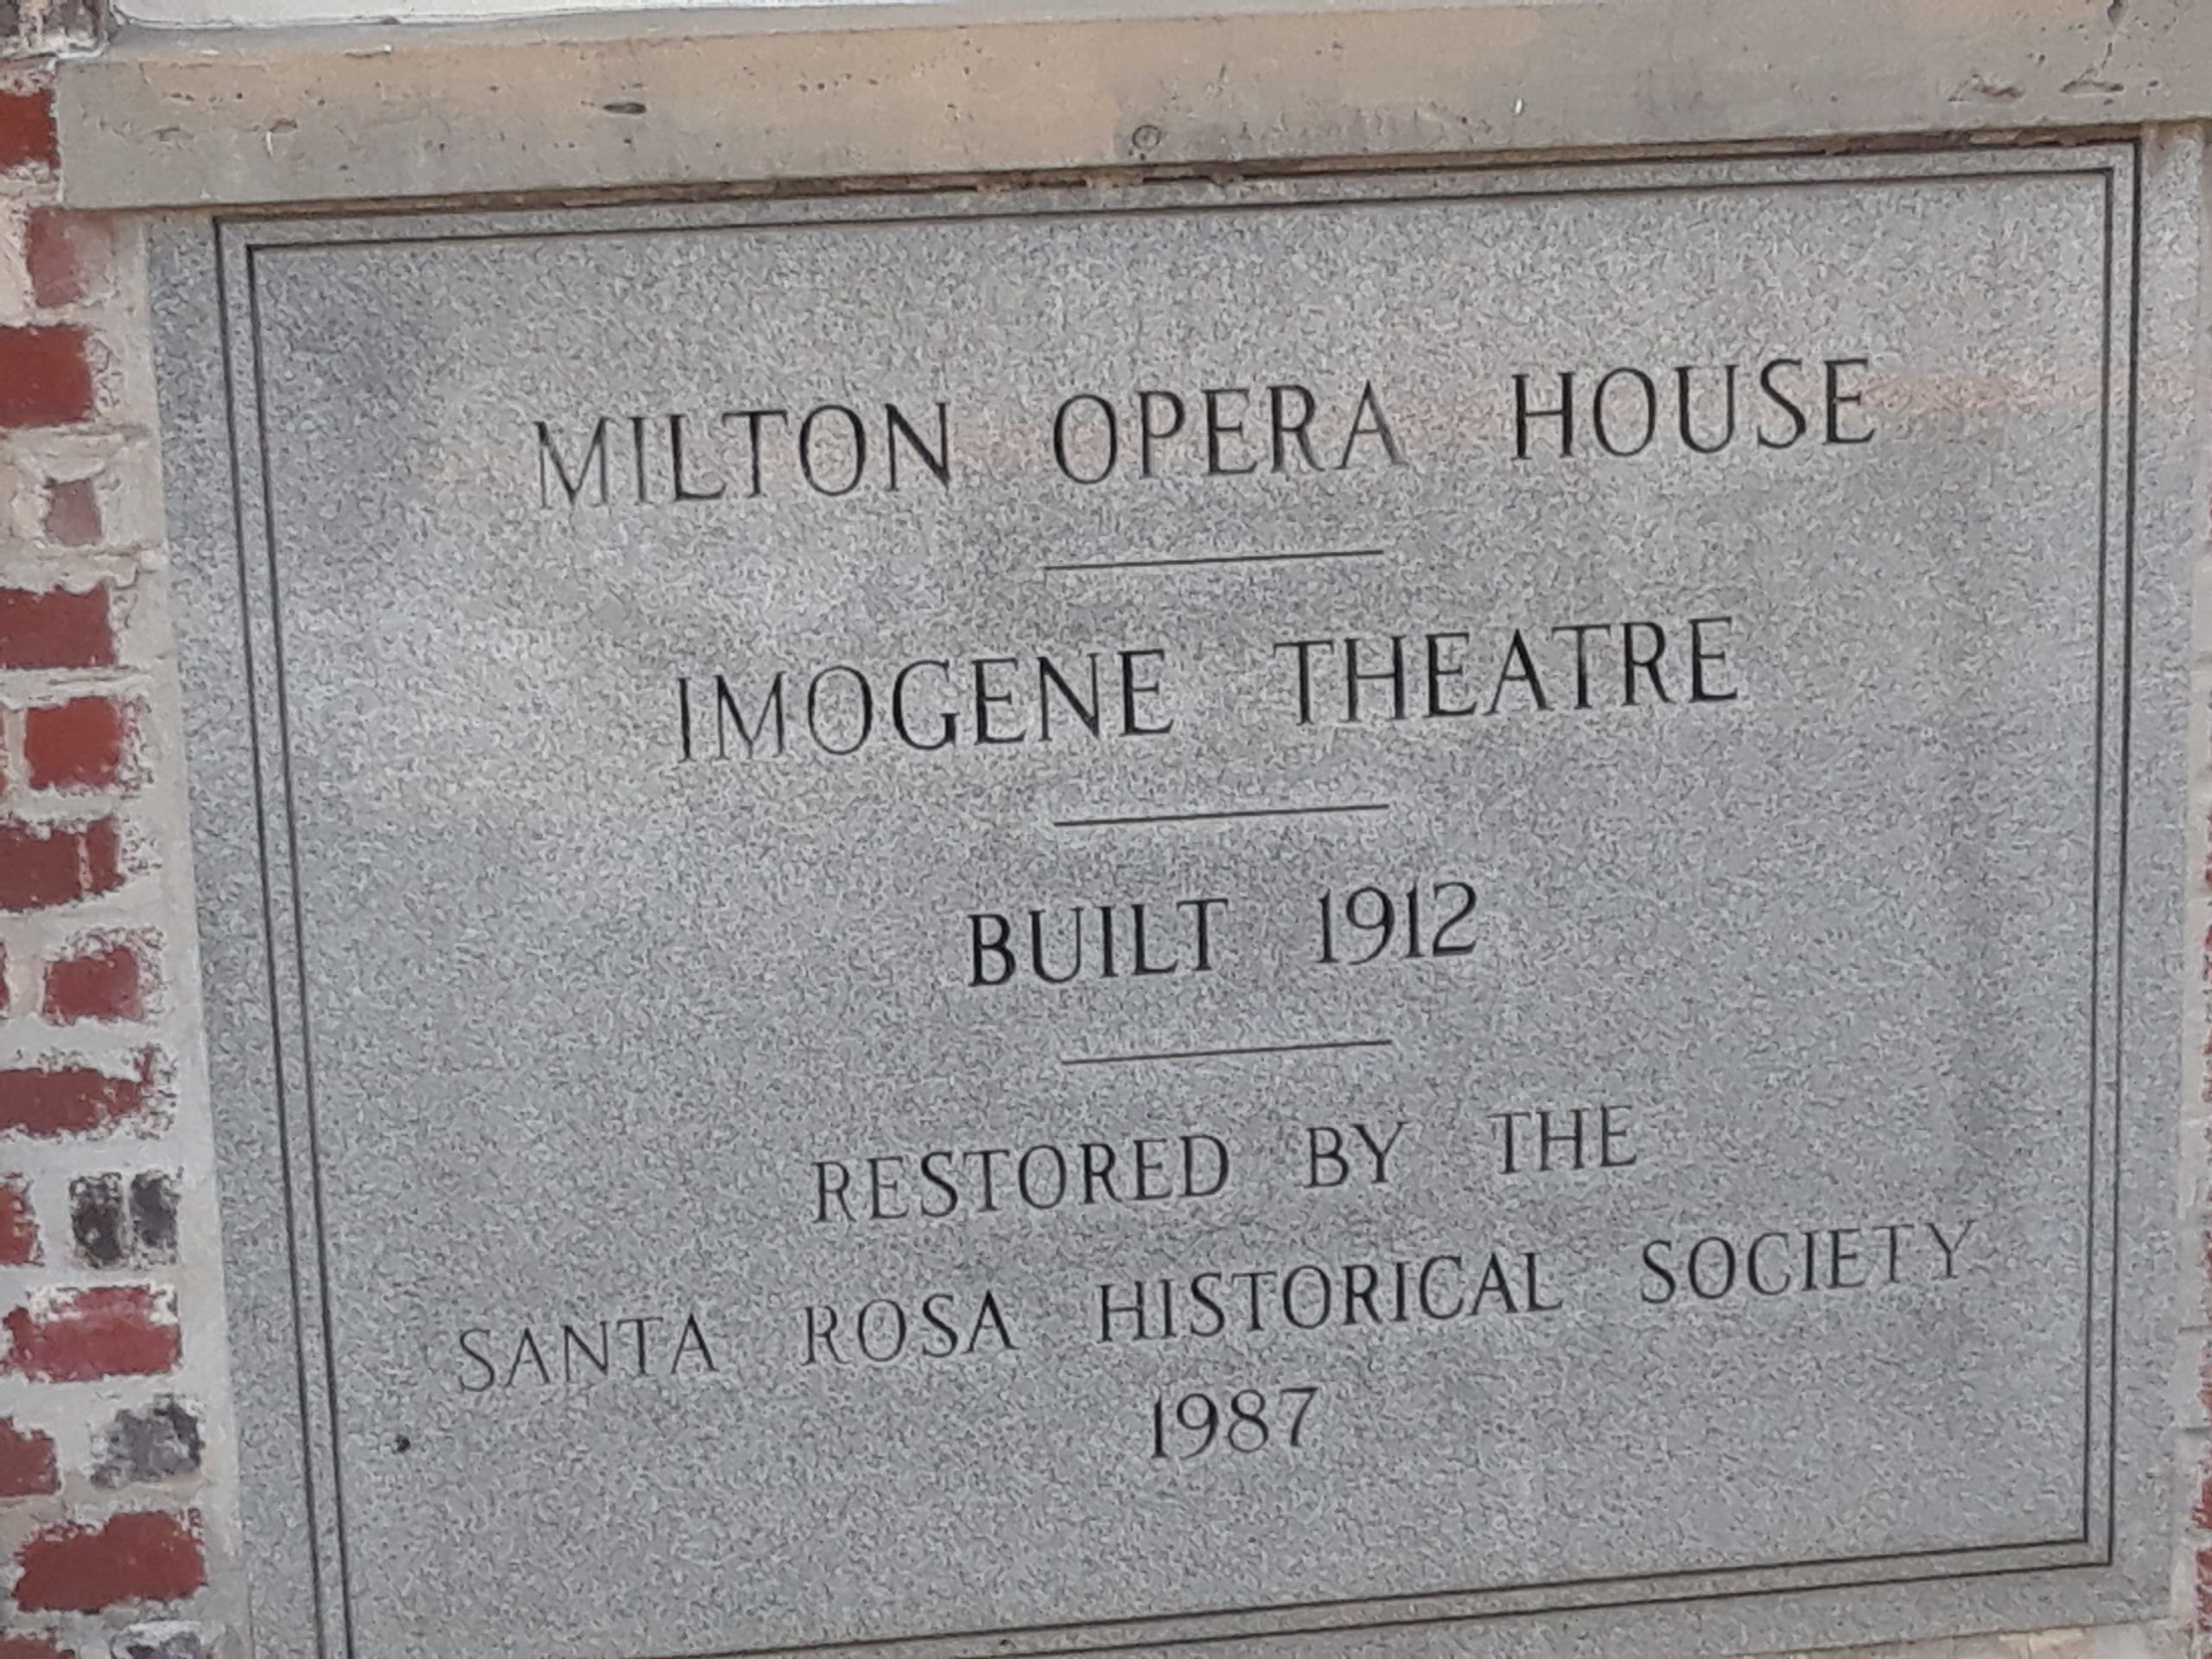 MILTON OPERA HOUSE
IMOGENE THEATRE
BUILT 1912
RESTORED BY THE
SANTA ROSA HISTORICAL SOCIETY
1987